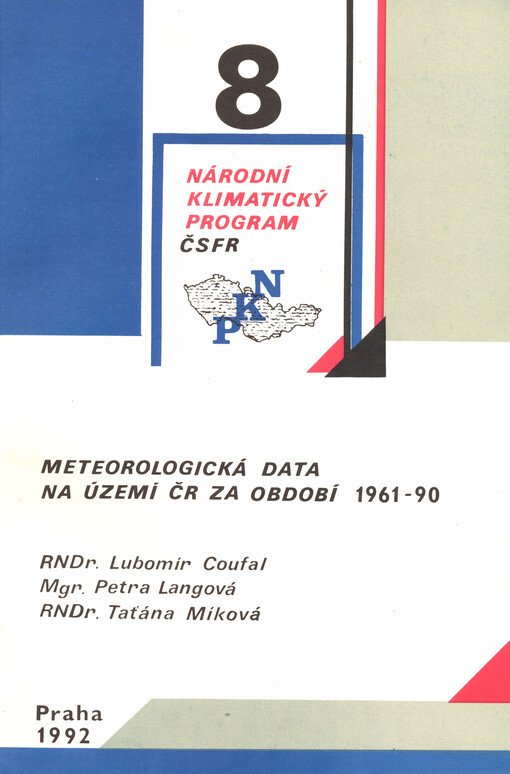 8
NÁRODNÍ
KLIMATICKÝ
PROGRAM
ČSFR
N
K
P
METEOROLOGICKÁ DATA
NA ÚZEMÍ ČR ZA OBDOBÍ 1961-90
RNDr. Lubomír Coufal
Mgr. Petra Langová
RNDr. Taťána Míková
Praha
1992